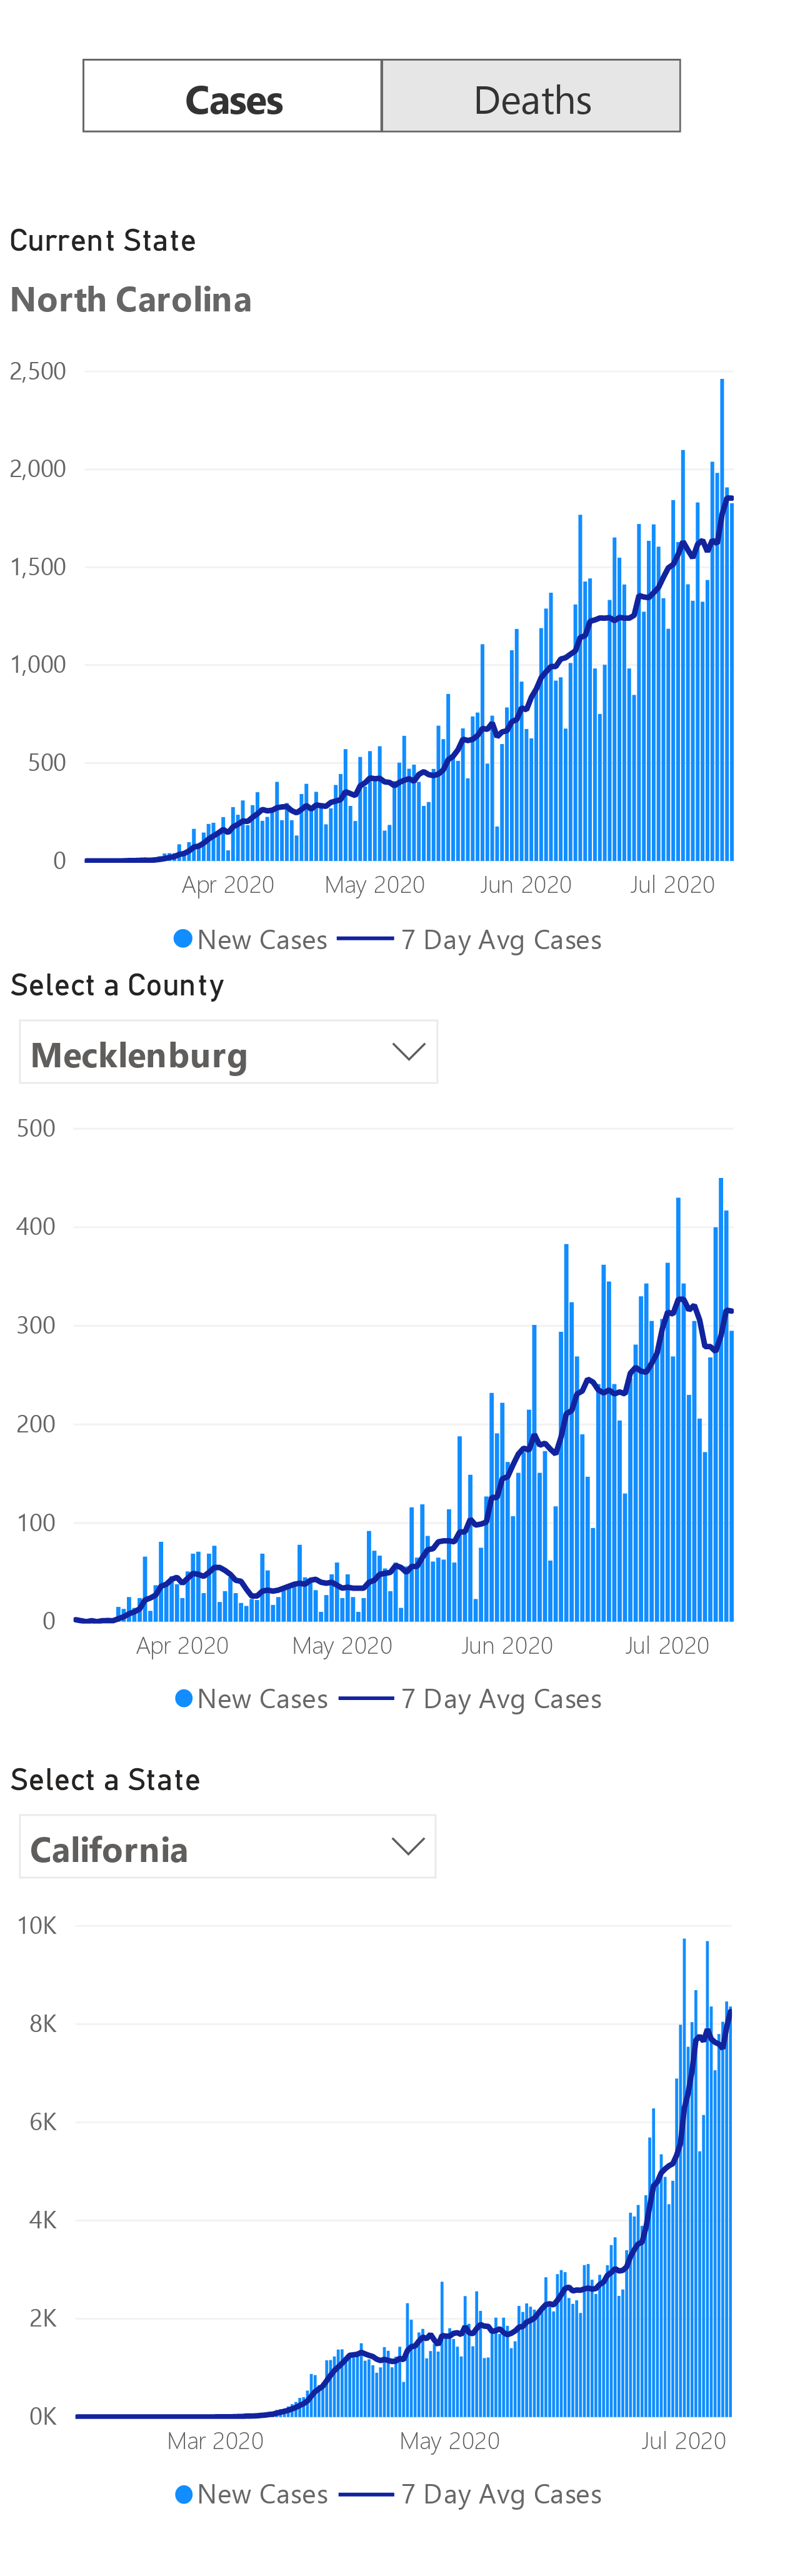 Cases Deaths
Current State
North Carolina
2,500
2,000
1,500
1,000
500
0
Apr 2020 May 2020 Jun 2020 Jul 2020
New Cases 7 Day Avg Cases
Select a County
Mecklenburg
500
400
300
200
100
0
Apr 2020 May 2020 Jun 2020 Jul 2020
New Cases 7 Day Avg Cases
Select a State
California
10K
8K
6K
4K
2K
0K
Mar 2020 May 2020 Jul 2020
New Cases 7 Day Avg Cases